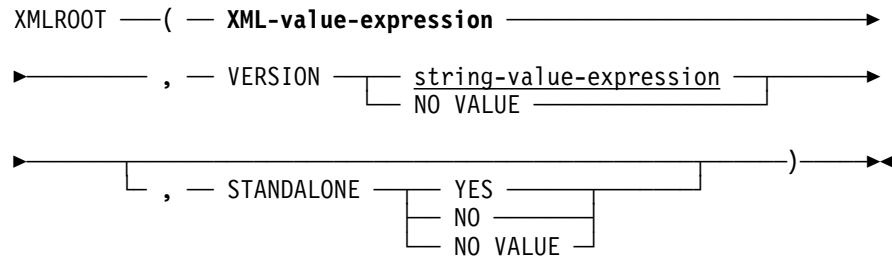 XMLROOT ( XML-value-expression
, VERSION string-value-expression
NO VALUE
, STANDALONE YES )
NO
NO VALUE